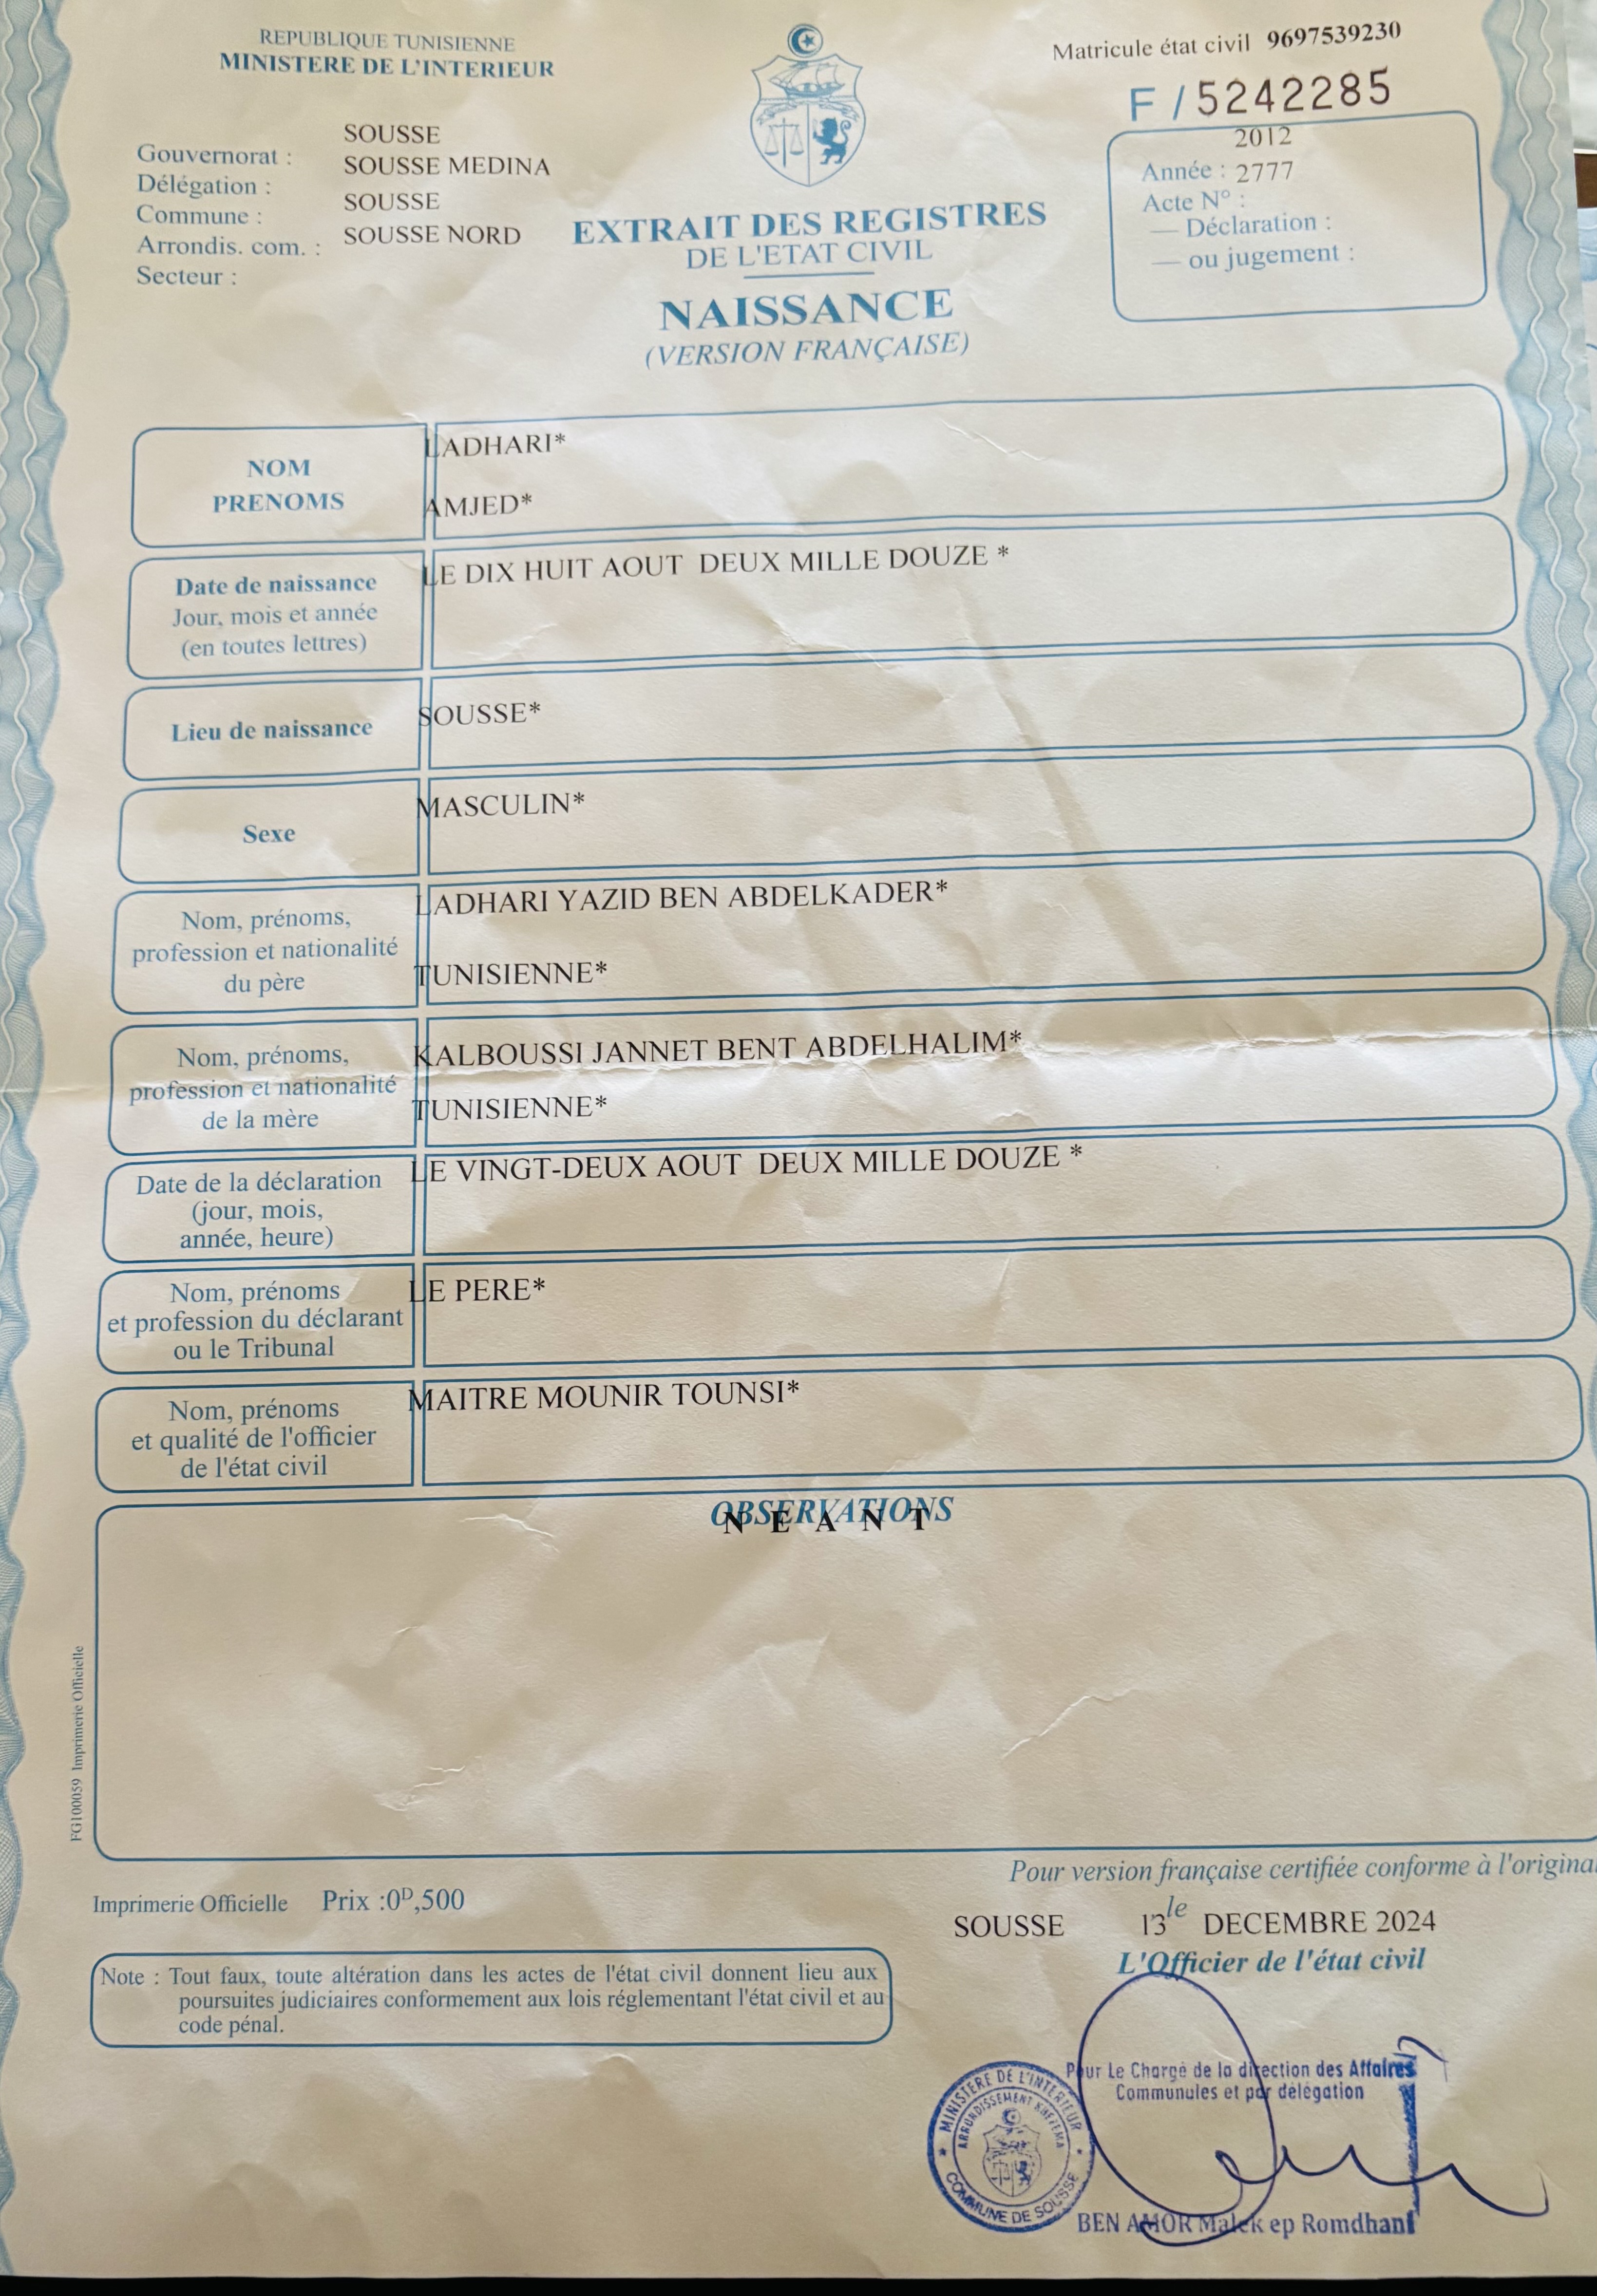 REPUBLIQUE TUNISIENNE
MINISTERE DE L'INTERIEUR
Matricule état civil 9697539230
F / 5242285
Gouvernorat : SOUSSE
Délégation : SOUSSE MEDINA
Commune : SOUSSE
Arrondis. com. : SOUSSE NORD
Secteur :
2012
Année : 2777
Acte N° :
— Déclaration :
— ou jugement :
EXTRAIT DES REGISTRES
DE L'ETAT CIVIL
NAISSANCE
(VERSION FRANÇAISE)
NOM LADHARI*
PRENOMS AMJED*
Date de naissance LE DIX HUIT AOUT DEUX MILLE DOUZE *
Jour, mois et année
(en toutes lettres)
Lieu de naissance SOUSSE*
Sexe MASCULIN*
Nom, prénoms, LADHARI YAZID BEN ABDELKADER*
profession et nationalité
du père TUNISIENNE*
Nom, prénoms, KALBOUSSI JANNET BENT ABDELHALIM*
profession et nationalité
de la mère TUNISIENNE*
Date de la déclaration LE VINGT-DEUX AOUT DEUX MILLE DOUZE *
(jour, mois,
année, heure)
Nom, prénoms LE PERE*
et profession du déclarant
ou le Tribunal
Nom, prénoms MAITRE MOUNIR TOUNSI*
et qualité de l'officier
de l'état civil
OBSERVATIONS
N E A N T
FG100059 Imprimerie Officielle
Pour version française certifiée conforme à l'original
Imprimerie Officielle Prix :0D,500
SOUSSE le 13 DECEMBRE 2024
L'Officier de l'état civil
Note : Tout faux, toute altération dans les actes de l'état civil donnent lieu aux
poursuites judiciaires conformement aux lois réglementant l'état civil et au
code pénal.
Pour Le Chargé de la direction des Affaires
Communales et par délégation
MINISTERE DE L'INTERIEUR
ARRONDISSEMENT KHEZEMA
COMMUNE DE SOUSSE
BEN AMOR Malek ep Romdhani